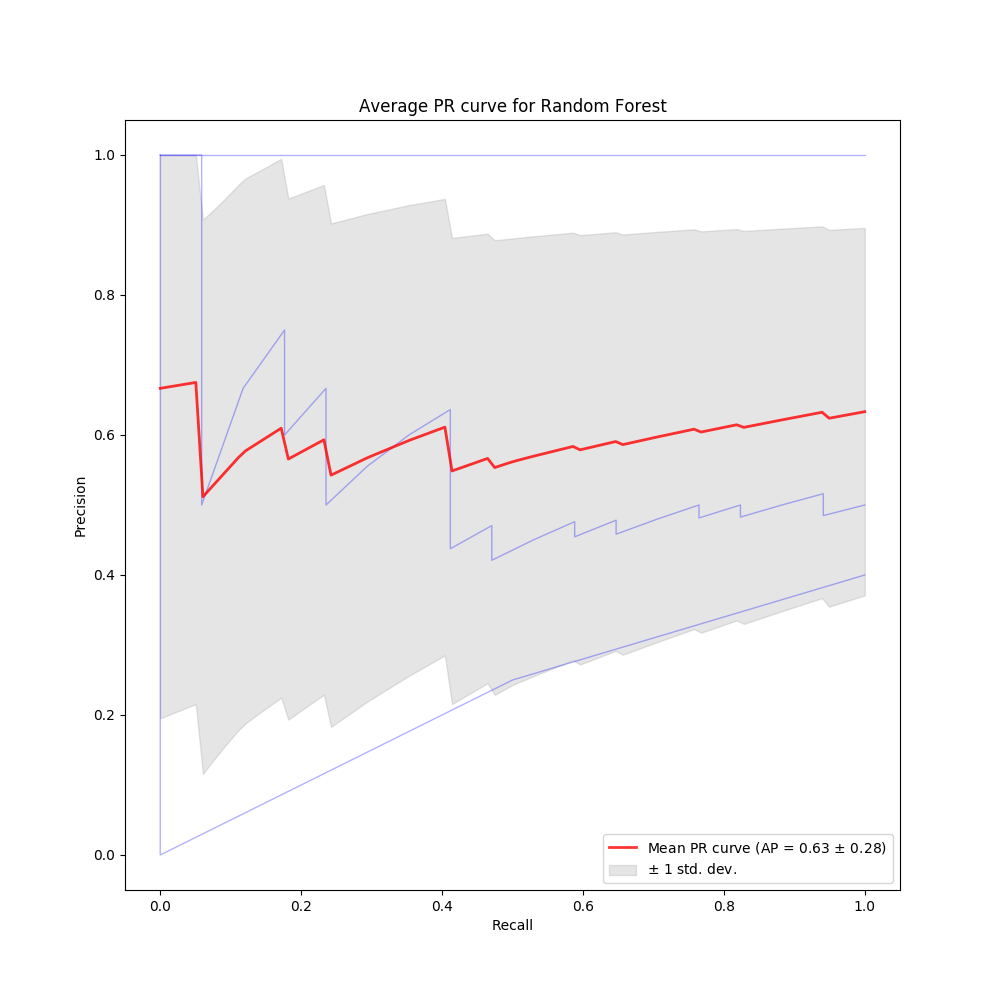 Average PR curve for Random Forest
1.0
0.8
0.6
0.4
0.2
0.0
Precision
0.0 0.2 0.4 0.6 0.8 1.0
Recall
Mean PR curve (AP = 0.63 ± 0.28)
± 1 std. dev.